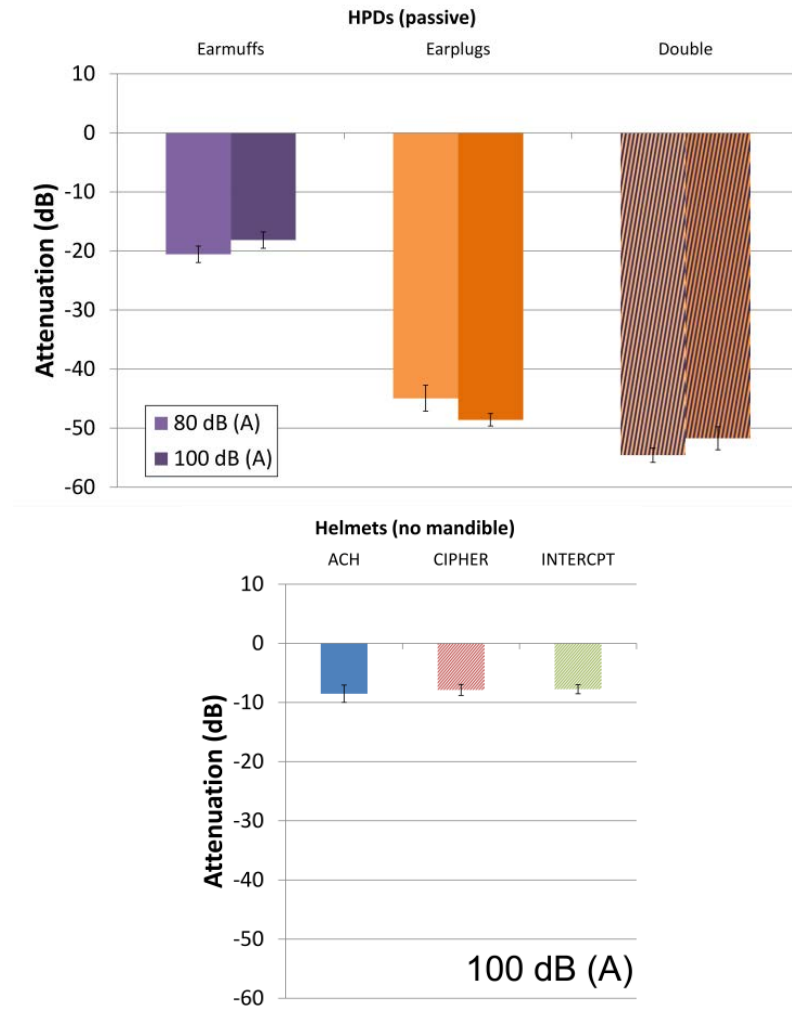 HPDs (passive)
Earmuffs Earplugs Double
10
0
-10
-20
-30
-40
-50
-60
Attenuation (dB)
80 dB (A)
100 dB (A)
Helmets (no mandible)
ACH CIPHER INTERCPT
10
0
-10
-20
-30
-40
-50
-60
Attenuation (dB)
100 dB (A)